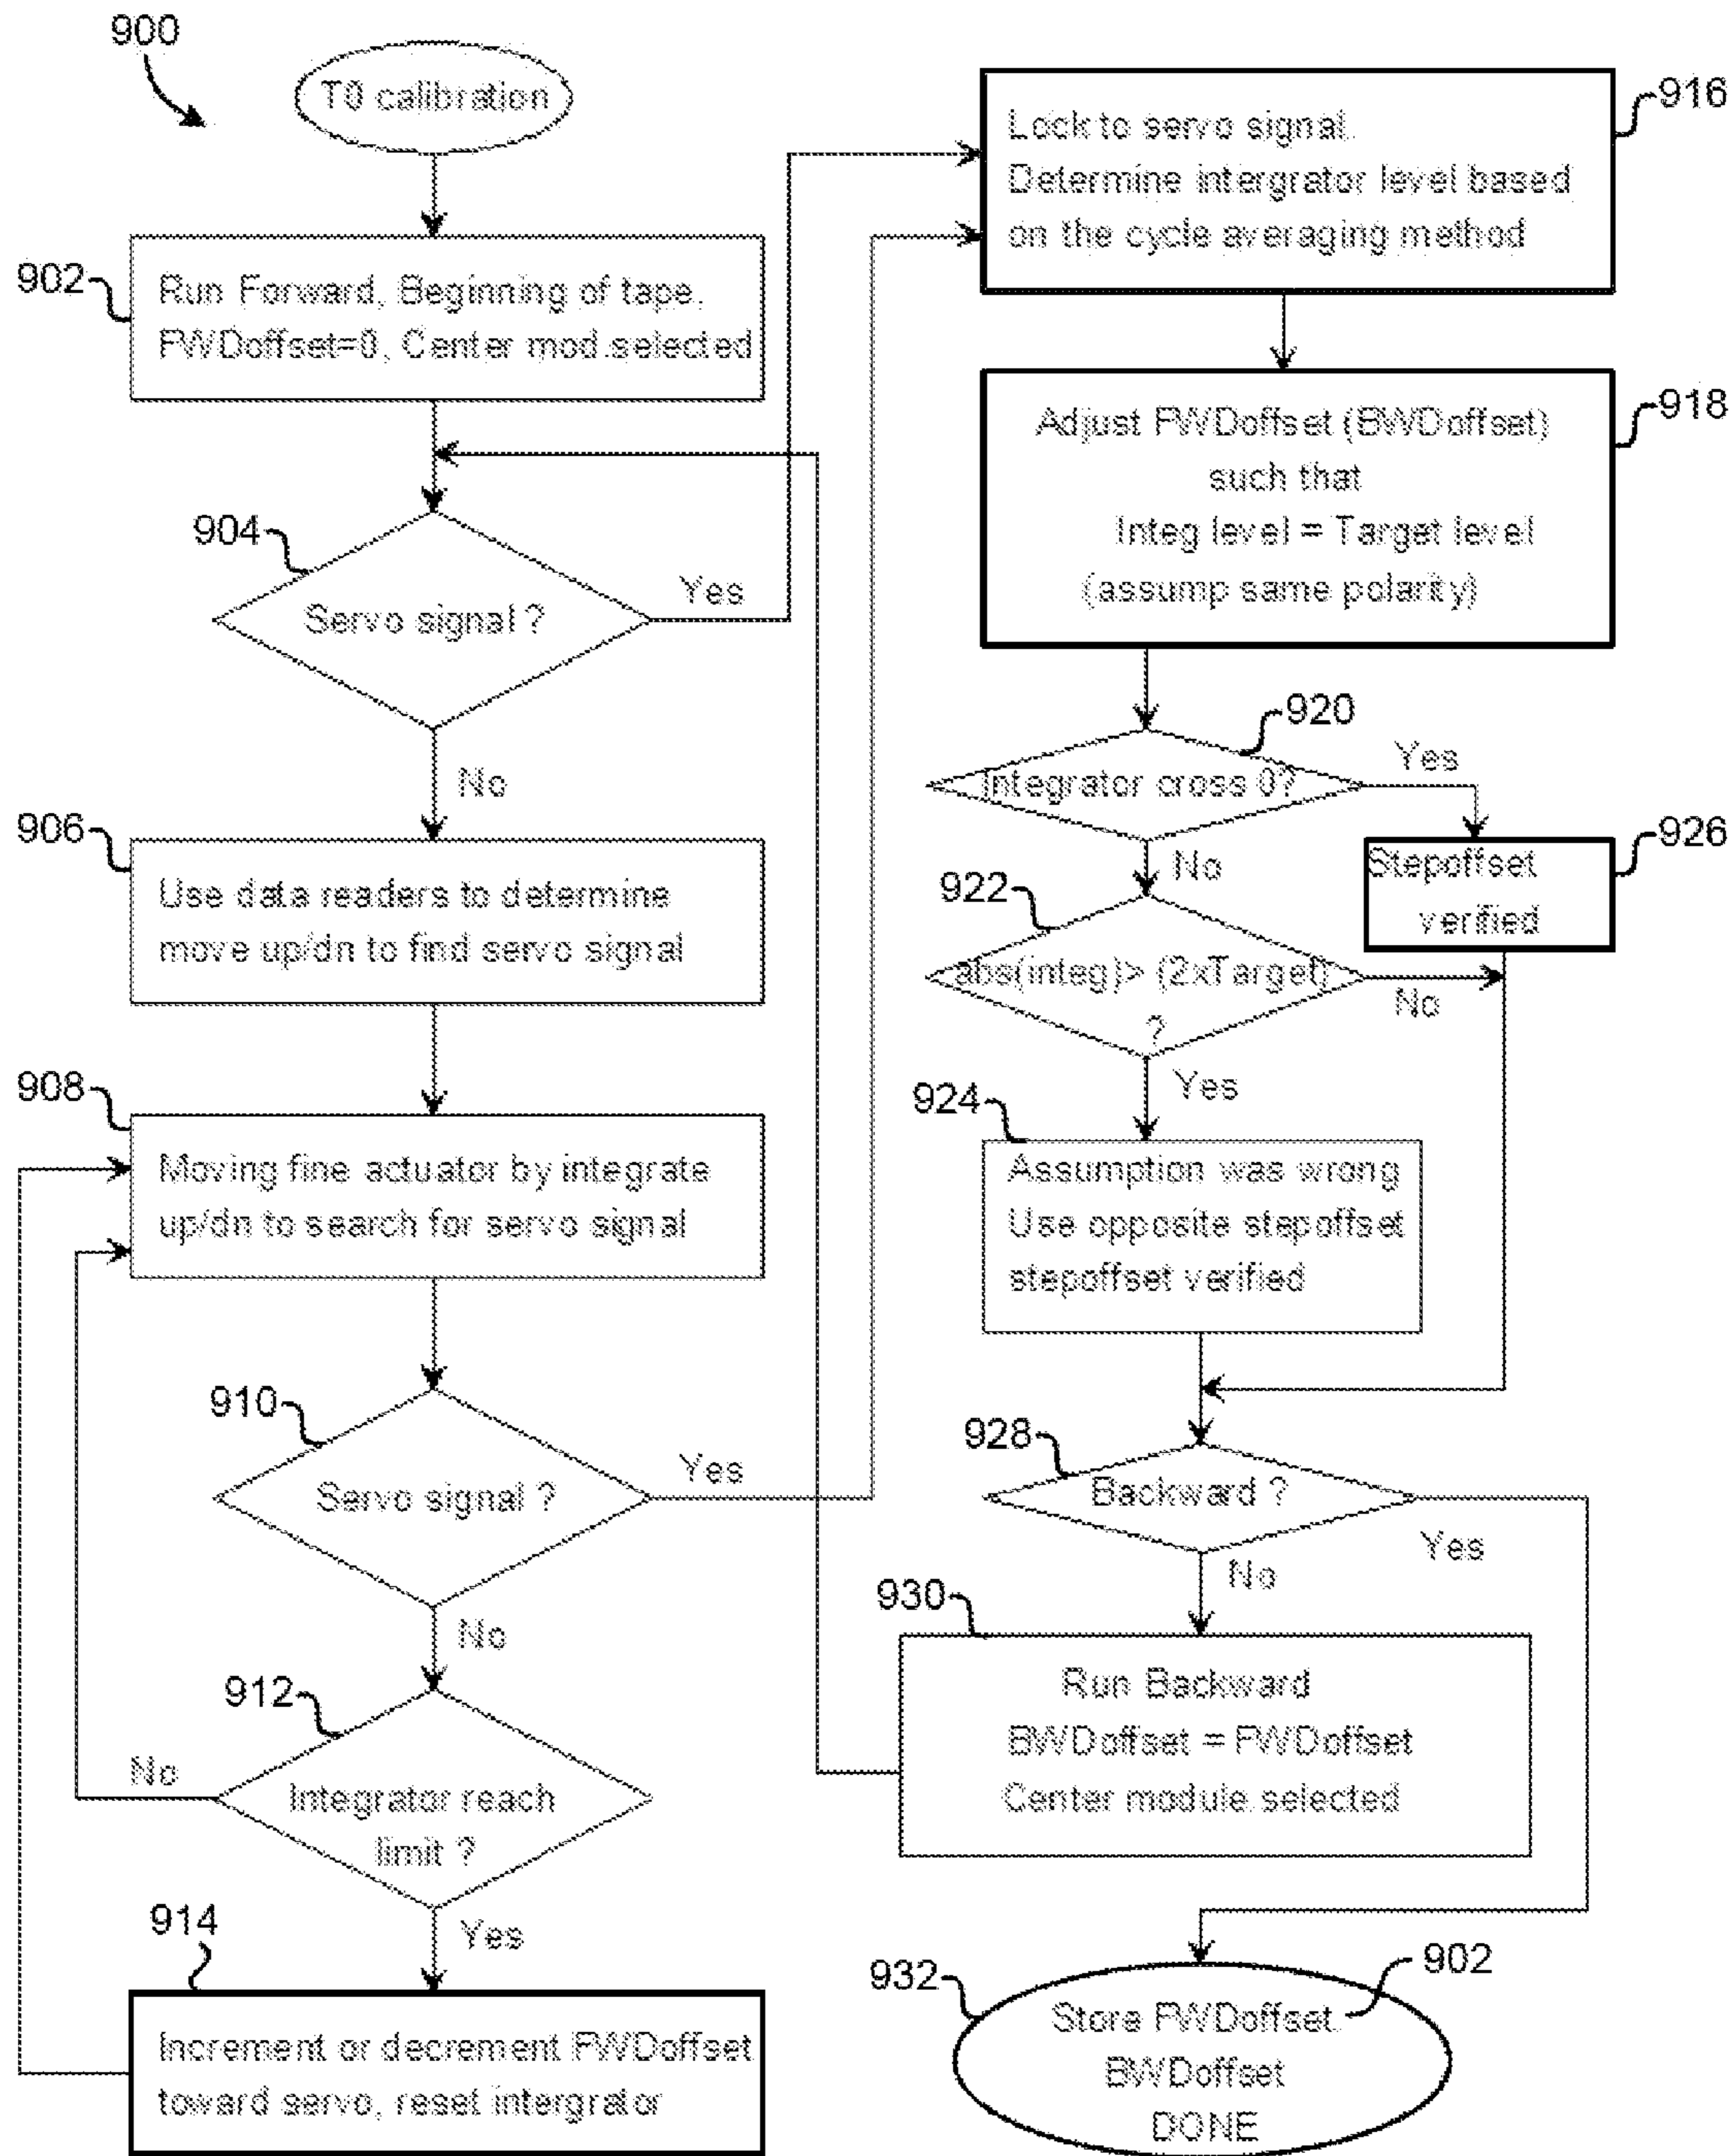 900
T0 calibration
902
Run Forward, Beginning of tape.
FWDoffset=0, Center mod.selected
904
Servo signal ?
Yes
No
906
Use data readers to determine
move up/dn to find servo signal
908
Moving fine actuator by integrate
up/dn to search for servo signal
910
Servo signal ?
Yes
No
912
Integrator reach
limit ?
No
Yes
914
Increment or decrement FWDoffset
toward servo, reset intergrator
916
Lock to servo signal.
Determine intergrator level based
on the cycle averaging method
918
Adjust FWDoffset (BWDoffset)
such that
Integ level = Target level
(assump same polarity)
920
Integrator cross 0?
Yes
No
926
Stepoffset
verified
922
abs(integ)> (2xTarget)
?
No
Yes
924
Assumption was wrong
Use opposite stepoffset
stepoffset verified
928
Backward ?
Yes
No
930
Run Backward
BWDoffset = FWDoffset
Center module.selected
932
902
Store FWDoffset.
BWDoffset
DONE